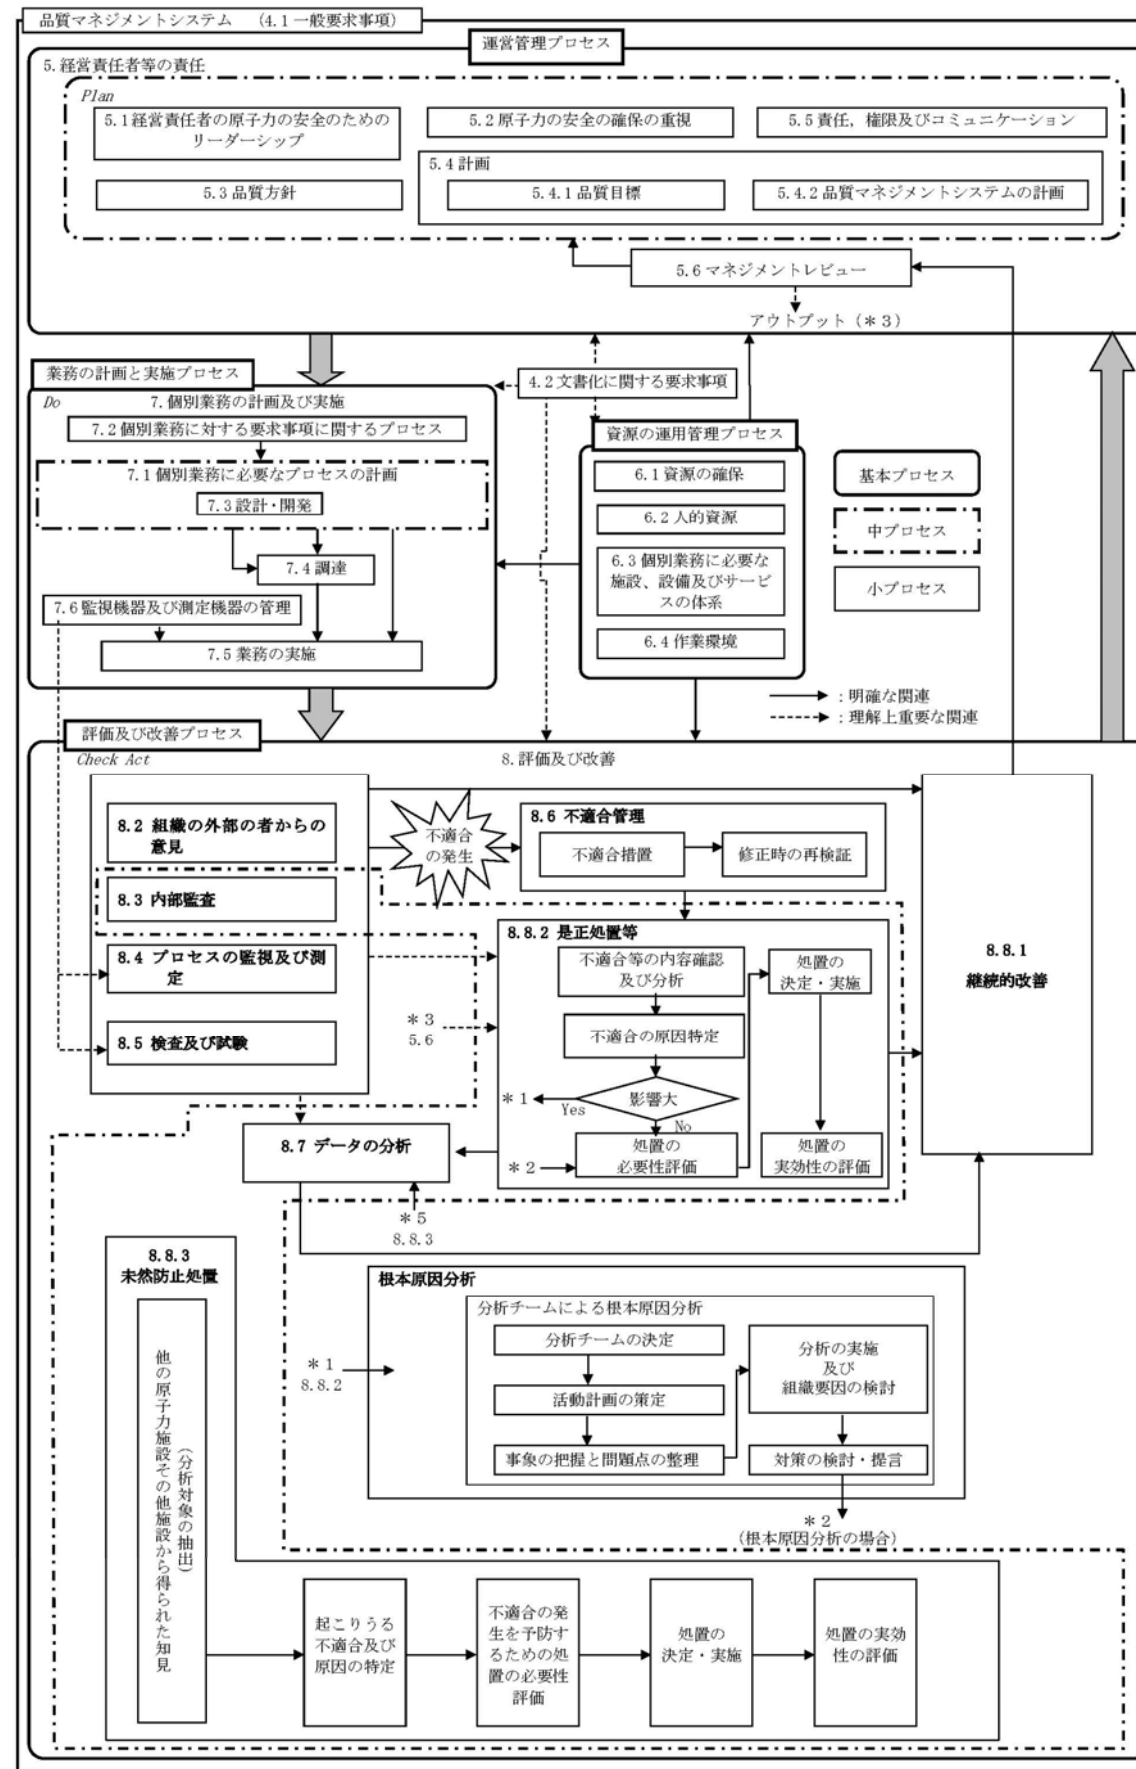 品質マネジメントシステム （4.1一般要求事項）
運営管理プロセス
5.経営責任者等の責任
Plan
5.1経営責任者の原子力の安全のための
リーダーシップ
5.2原子力の安全の確保の重視
5.5責任，権限及びコミュニケーション
5.4計画
5.3品質方針
5.4.1品質目標
5.4.2品質マネジメントシステムの計画
5.6マネジメントレビュー
アウトプット（＊3）
業務の計画と実施プロセス
4.2文書化に関する要求事項
Do
7.個別業務の計画及び実施
7.2個別業務に対する要求事項に関するプロセス
7.1個別業務に必要なプロセスの計画
7.3設計・開発
7.4調達
7.6監視機器及び測定機器の管理
7.5業務の実施
資源の運用管理プロセス
6.1資源の確保
6.2人的資源
6.3個別業務に必要な
施設、設備及びサービ
スの体系
6.4作業環境
基本プロセス
中プロセス
小プロセス
：明確な関連
：理解上重要な関連
評価及び改善プロセス
Check Act
8.評価及び改善
8.2 組織の外部の者からの
意見
8.3 内部監査
8.4 プロセスの監視及び測
定
8.5 検査及び試験
不適合
の発生
8.6 不適合管理
不適合措置
修正時の再検証
8.8.2 是正処置等
不適合等の内容確認
及び分析
処置の
決定・実施
不適合の原因特定
影響大
＊1
Yes
No
＊2
処置の
必要性評価
処置の
実効性の評価
＊3
5.6
8.8.1
継続的改善
8.7 データの分析
＊5
8.8.3
8.8.3
未然防止処置
他の原子力施設その他施設から得られた知見
（分析対象の抽出）
根本原因分析
分析チームによる根本原因分析
分析チームの決定
活動計画の策定
事象の把握と問題点の整理
分析の実施
及び
組織要因の検討
対策の検討・提言
＊1
8.8.2
＊2
（根本原因分析の場合）
起こりうる
不適合及び
原因の特定
不適合の発
生を予防す
るための処
置の必要性
評価
処置の
決定・実施
処置の実効
性の評価